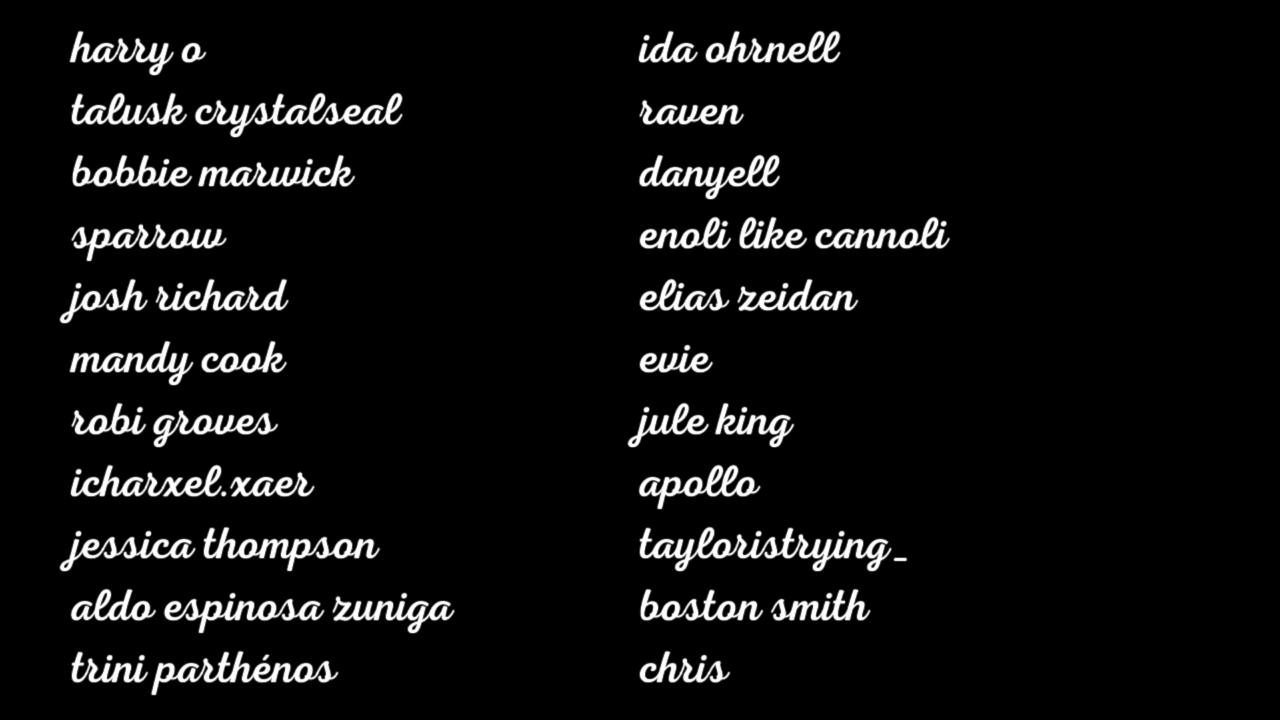 harry o
talusk crystalseal
bobbie marwick
sparrow
josh richard
mandy cook
robi groves
icharxel.xaer
jessica thompson
aldo espinosa zuniga
trini parthénos
ida ohrnell
raven
danyell
enoli like cannoli
elias zeidan
evie
jule king
apollo
tayloristrying_
boston smith
chris